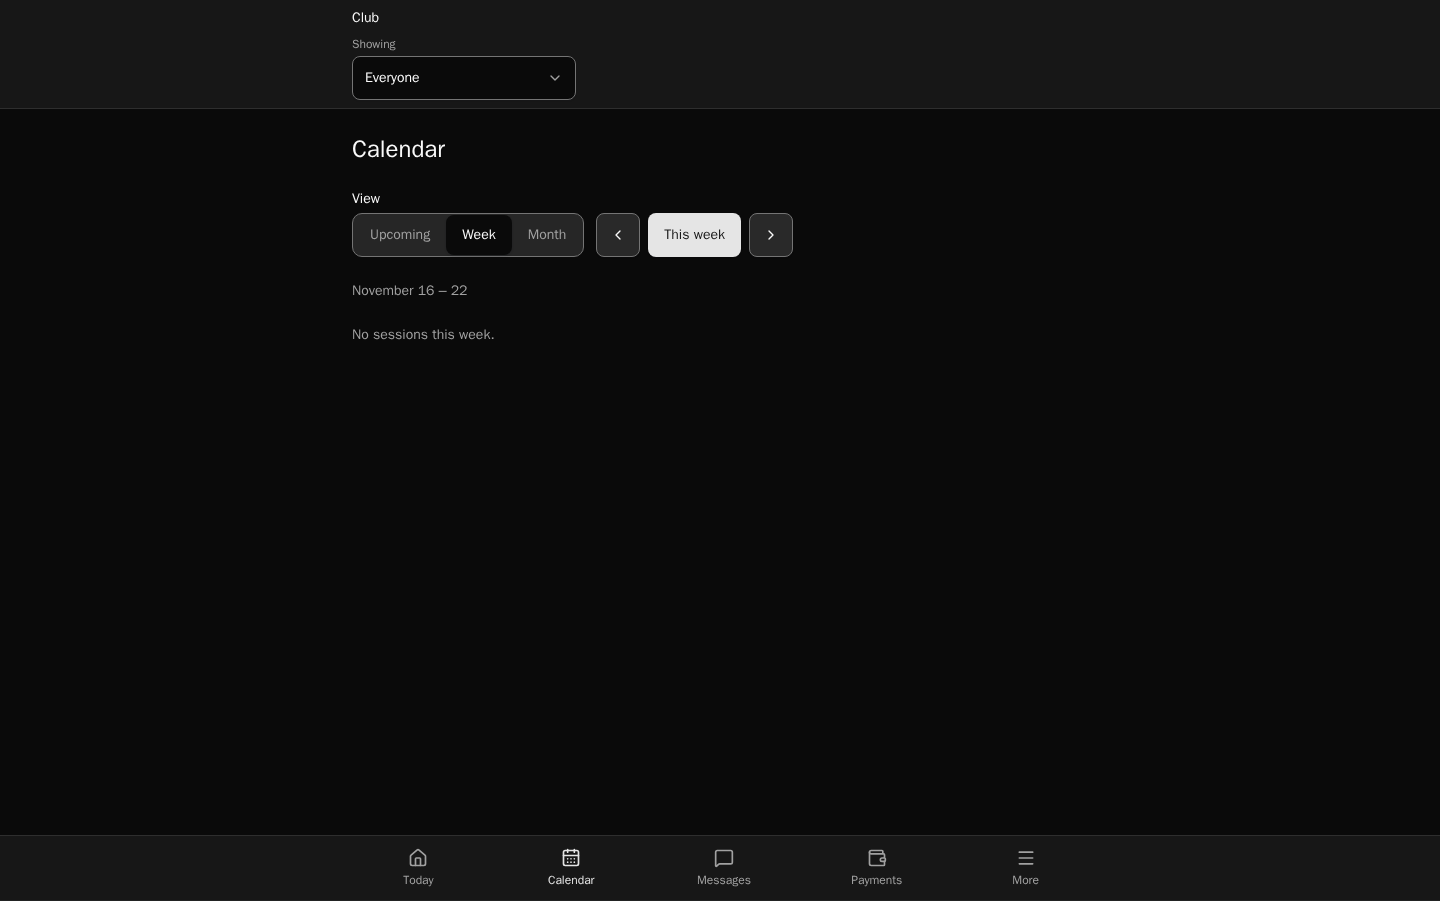 Club
Showing
Everyone
Calendar
View
Upcoming Week Month This week
November 16 – 22
No sessions this week.
Today Calendar Messages Payments More